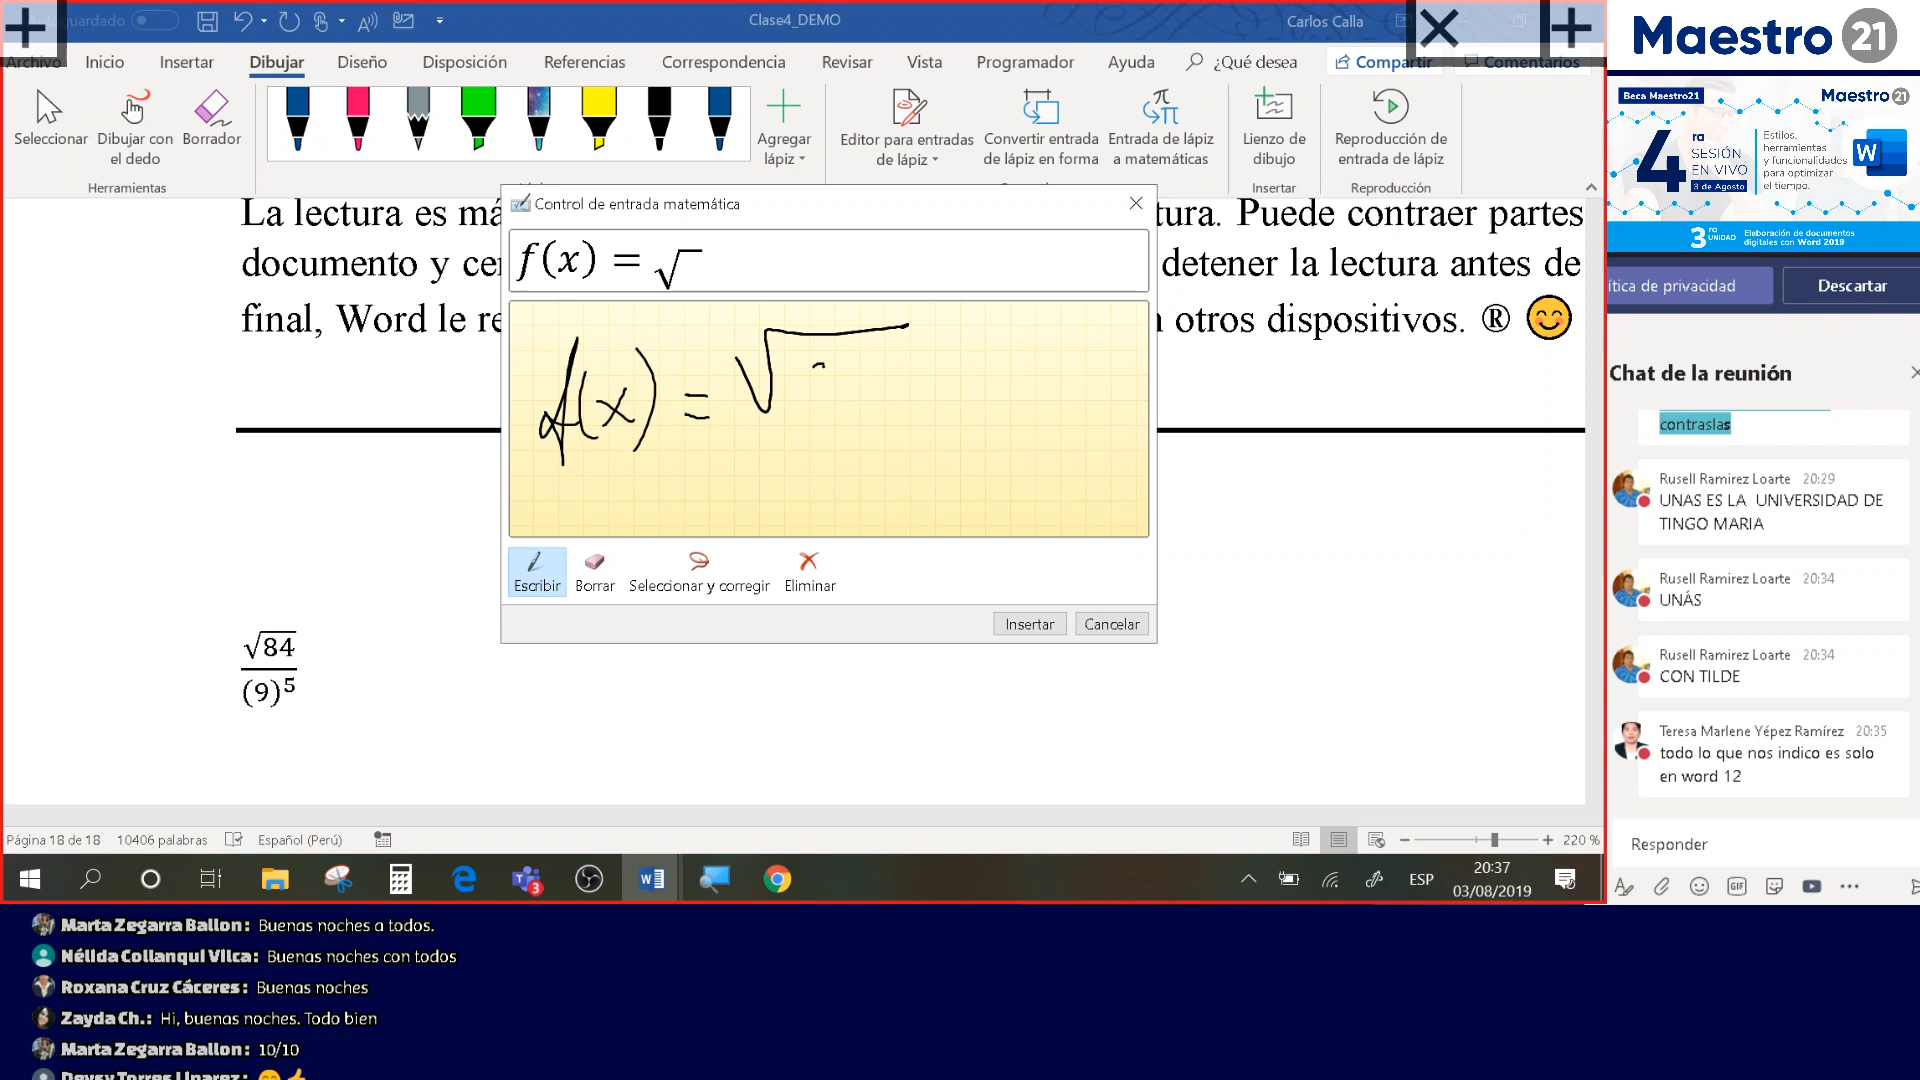 Autoguardado
Clase4_DEMO
Carlos Calla
Archivo Inicio Insertar Dibujar Diseño Disposición Referencias Correspondencia Revisar Vista Programador Ayuda ¿Qué desea Compartir Comentarios
Seleccionar
Dibujar con el dedo
Borrador
Agregar lápiz
Editor para entradas de lápiz
Convertir entrada de lápiz en forma
Entrada de lápiz a matemáticas
Lienzo de dibujo
Reproducción de entrada de lápiz
Herramientas
Insertar
Reproducción
La lectura es má
tura. Puede contraer partes
documento y cen
detener la lectura antes de
final, Word le re
otros dispositivos. ® 😊
Control de entrada matemática
f(x) = √
f(x) = √
Escribir Borrar Seleccionar y corregir Eliminar
Insertar Cancelar
√84
(9)⁵
Página 18 de 18 10406 palabras Español (Perú)
220 %
3
ESP
20:37
03/08/2019
Maestro 21
Beca Maestro21
Maestro 21
4 ra
SESIÓN
EN VIVO
3 de Agosto
Estilos,
herramientas
y funcionalidades
para optimizar
el tiempo.
W
3 ra UNIDAD
Elaboración de documentos
digitales con Word 2019
ítica de privacidad
Descartar
Chat de la reunión
contraslas
Rusell Ramirez Loarte 20:29
UNAS ES LA UNIVERSIDAD DE
TINGO MARIA
Rusell Ramirez Loarte 20:34
UNÁS
Rusell Ramirez Loarte 20:34
CON TILDE
Teresa Marlene Yépez Ramírez 20:35
todo lo que nos indico es solo
en word 12
Responder
GIF
Marta Zegarra Ballon: Buenas noches a todos.
Nélida Collanqui Vilca: Buenas noches con todos
Roxana Cruz Cáceres: Buenas noches
Zayda Ch.: Hi, buenas noches. Todo bien
Marta Zegarra Ballon: 10/10
Deysy Torres Linarez: 😊👍